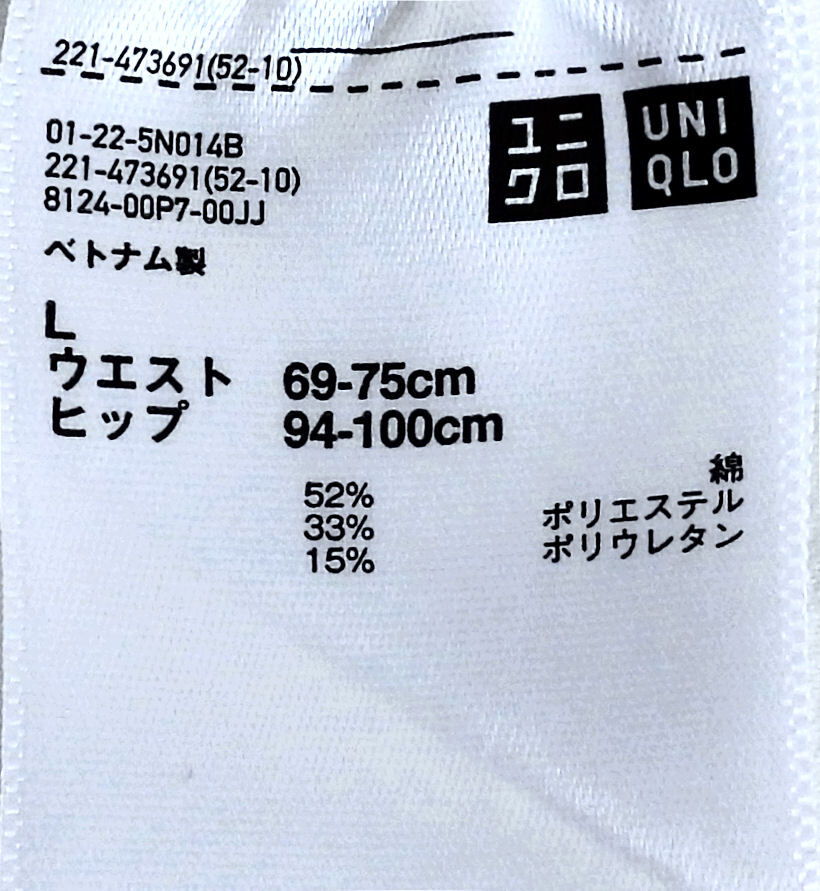 221-473691(52-10)
ユニ
クロ
UNI
QLO
01-22-5N014B
221-473691(52-10)
8124-00P7-00JJ
ベトナム製
L
ウエスト 69-75cm
ヒップ 94-100cm
52% 綿
33% ポリエステル
15% ポリウレタン